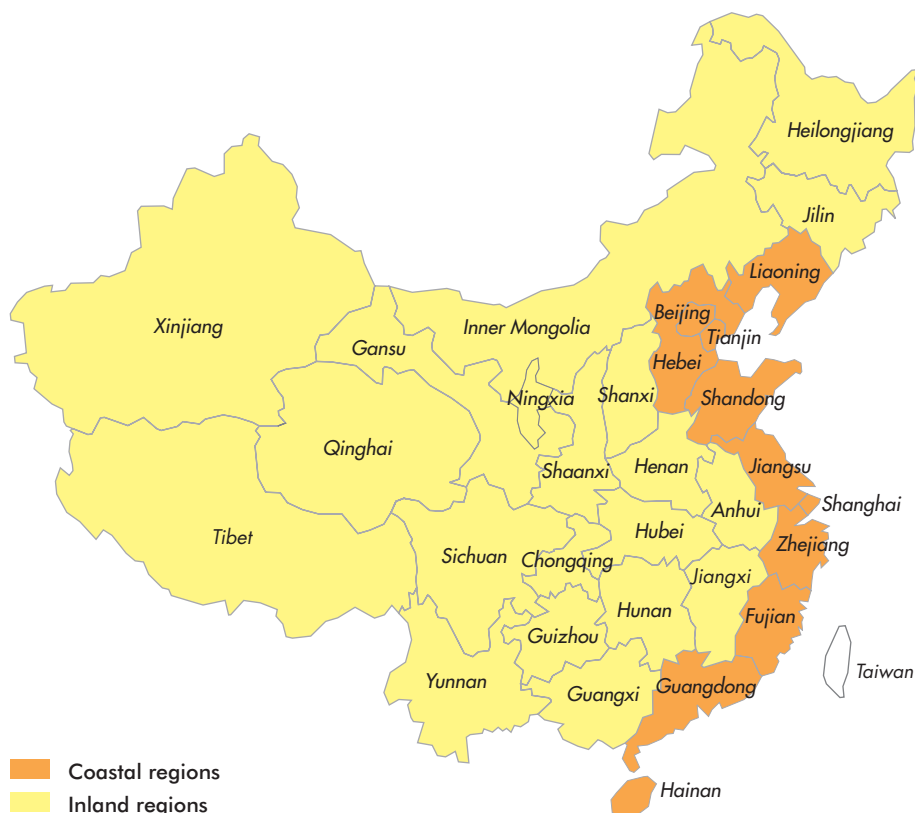 Heilongjiang
Jilin
Liaoning
Beijing
Tianjin
Xinjiang
Inner Mongolia
Gansu
Hebei
Ningxia
Shanxi
Shandong
Qinghai
Shaanxi
Henan
Jiangsu
Shanghai
Anhui
Tibet
Hubei
Zhejiang
Sichuan
Chongqing
Jiangxi
Hunan
Fujian
Guizhou
Taiwan
Yunnan
Guangxi
Guangdong
Coastal regions
Hainan
Inland regions